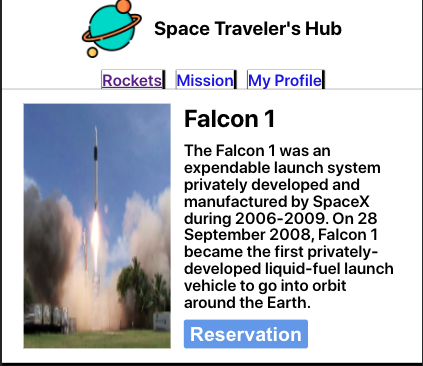 Space Traveler's Hub
Rockets Mission My Profile
Falcon 1
The Falcon 1 was an
expendable launch system
privately developed and
manufactured by SpaceX
during 2006-2009. On 28
September 2008, Falcon 1
became the first privately-
developed liquid-fuel launch
vehicle to go into orbit
around the Earth.
Reservation